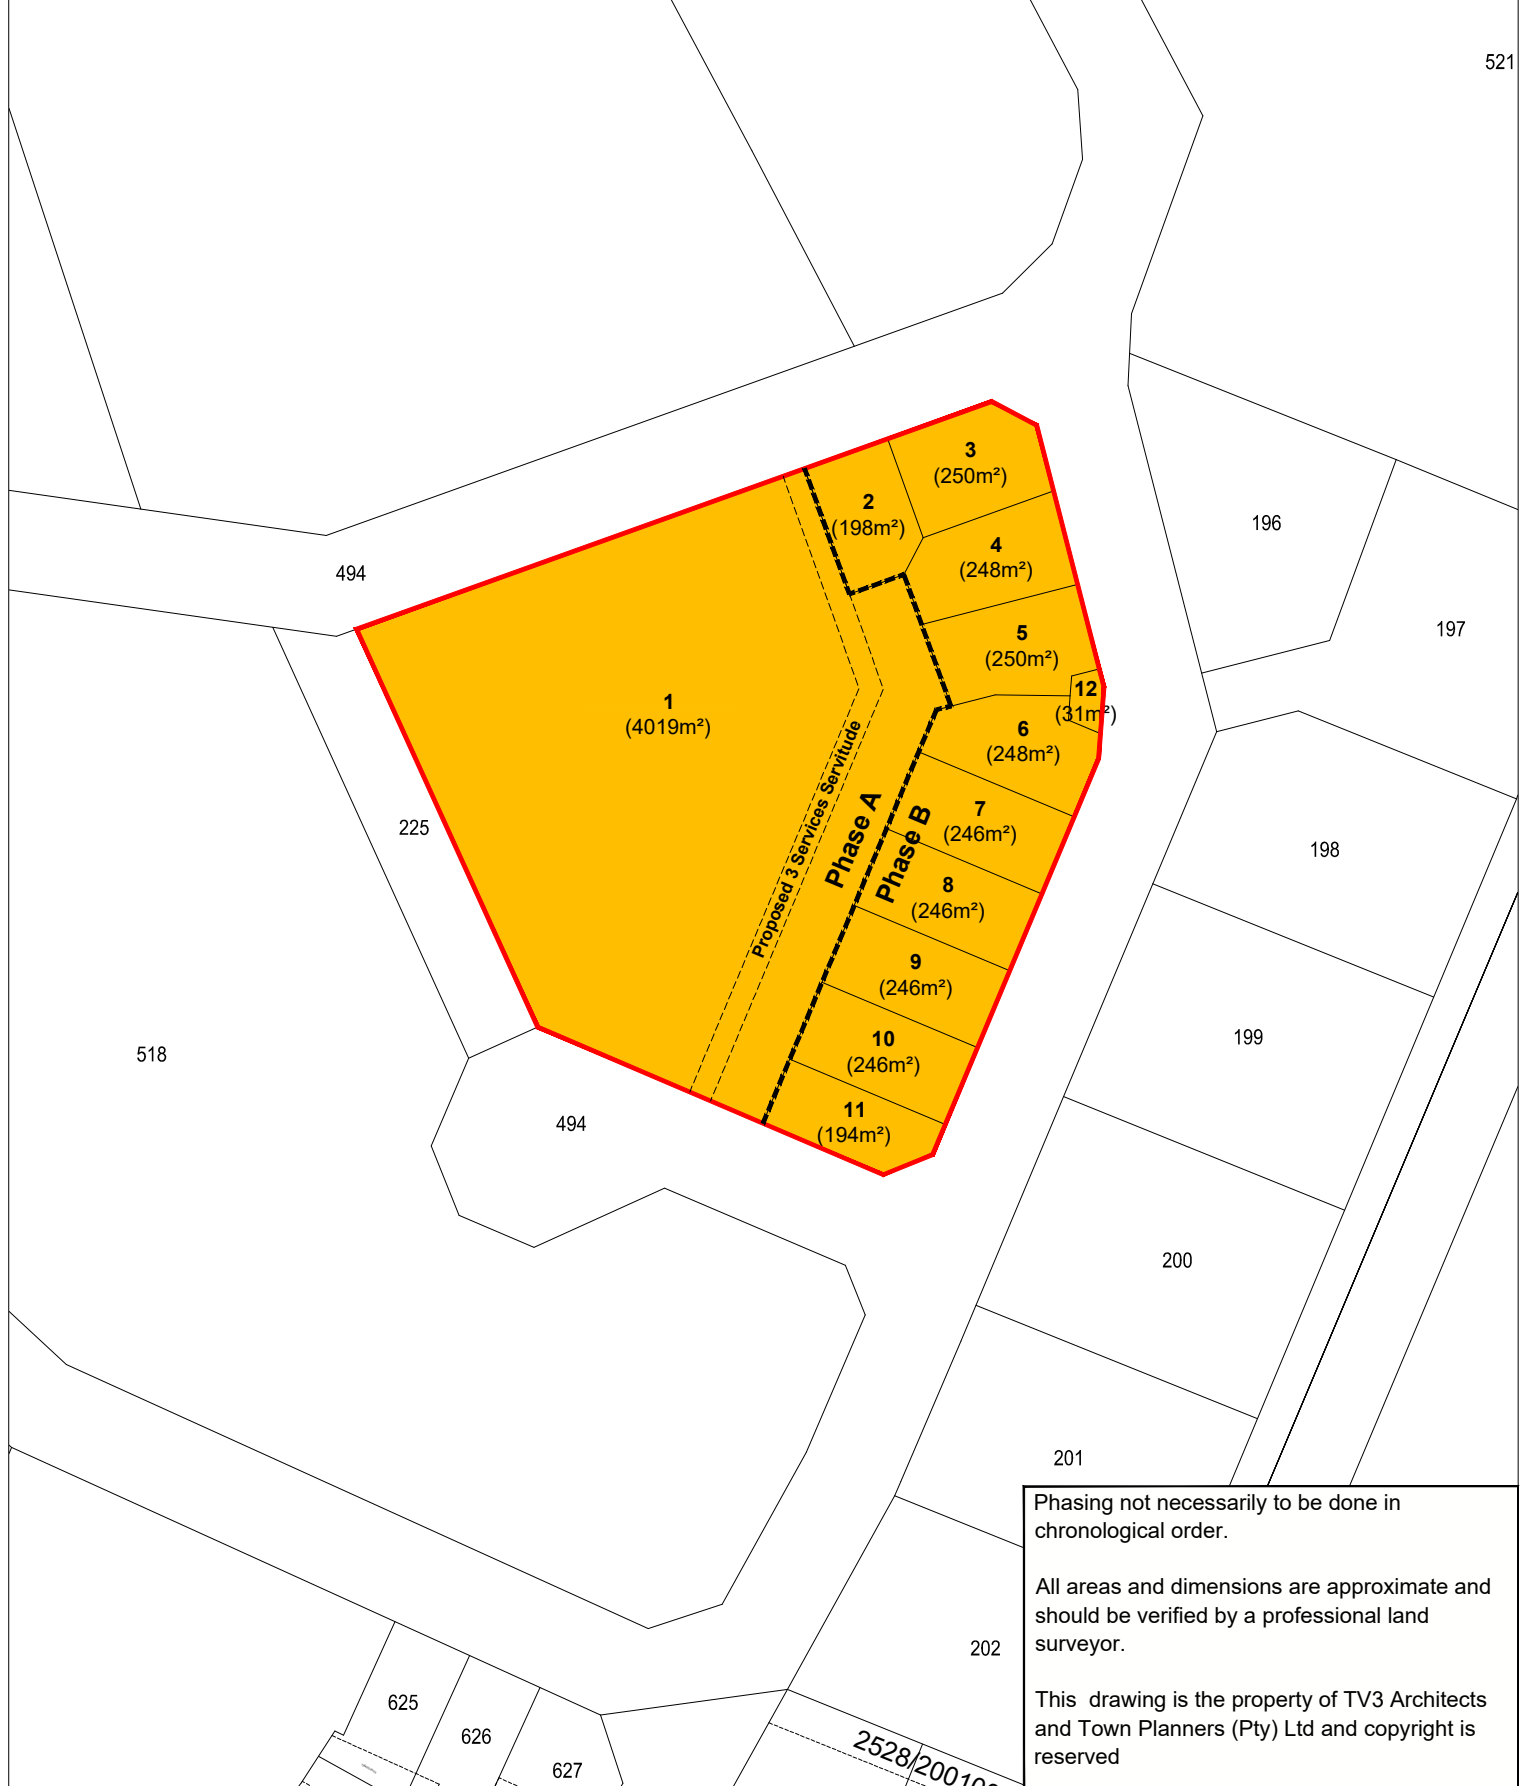 521
3
(250m²)
2
(198m²)
196
4
(248m²)
494
197
5
(250m²)
12
(31m²)
1
(4019m²)
6
(248m²)
Proposed 3 Services Servitude
Phase A
Phase B
7
(246m²)
225
198
8
(246m²)
9
(246m²)
518
10
(246m²)
199
11
(194m²)
494
200
201
Phasing not necessarily to be done in
chronological order.
All areas and dimensions are approximate and
should be verified by a professional land
surveyor.
This drawing is the property of TV3 Architects
and Town Planners (Pty) Ltd and copyright is
reserved
202
625
626
627
2528/20010